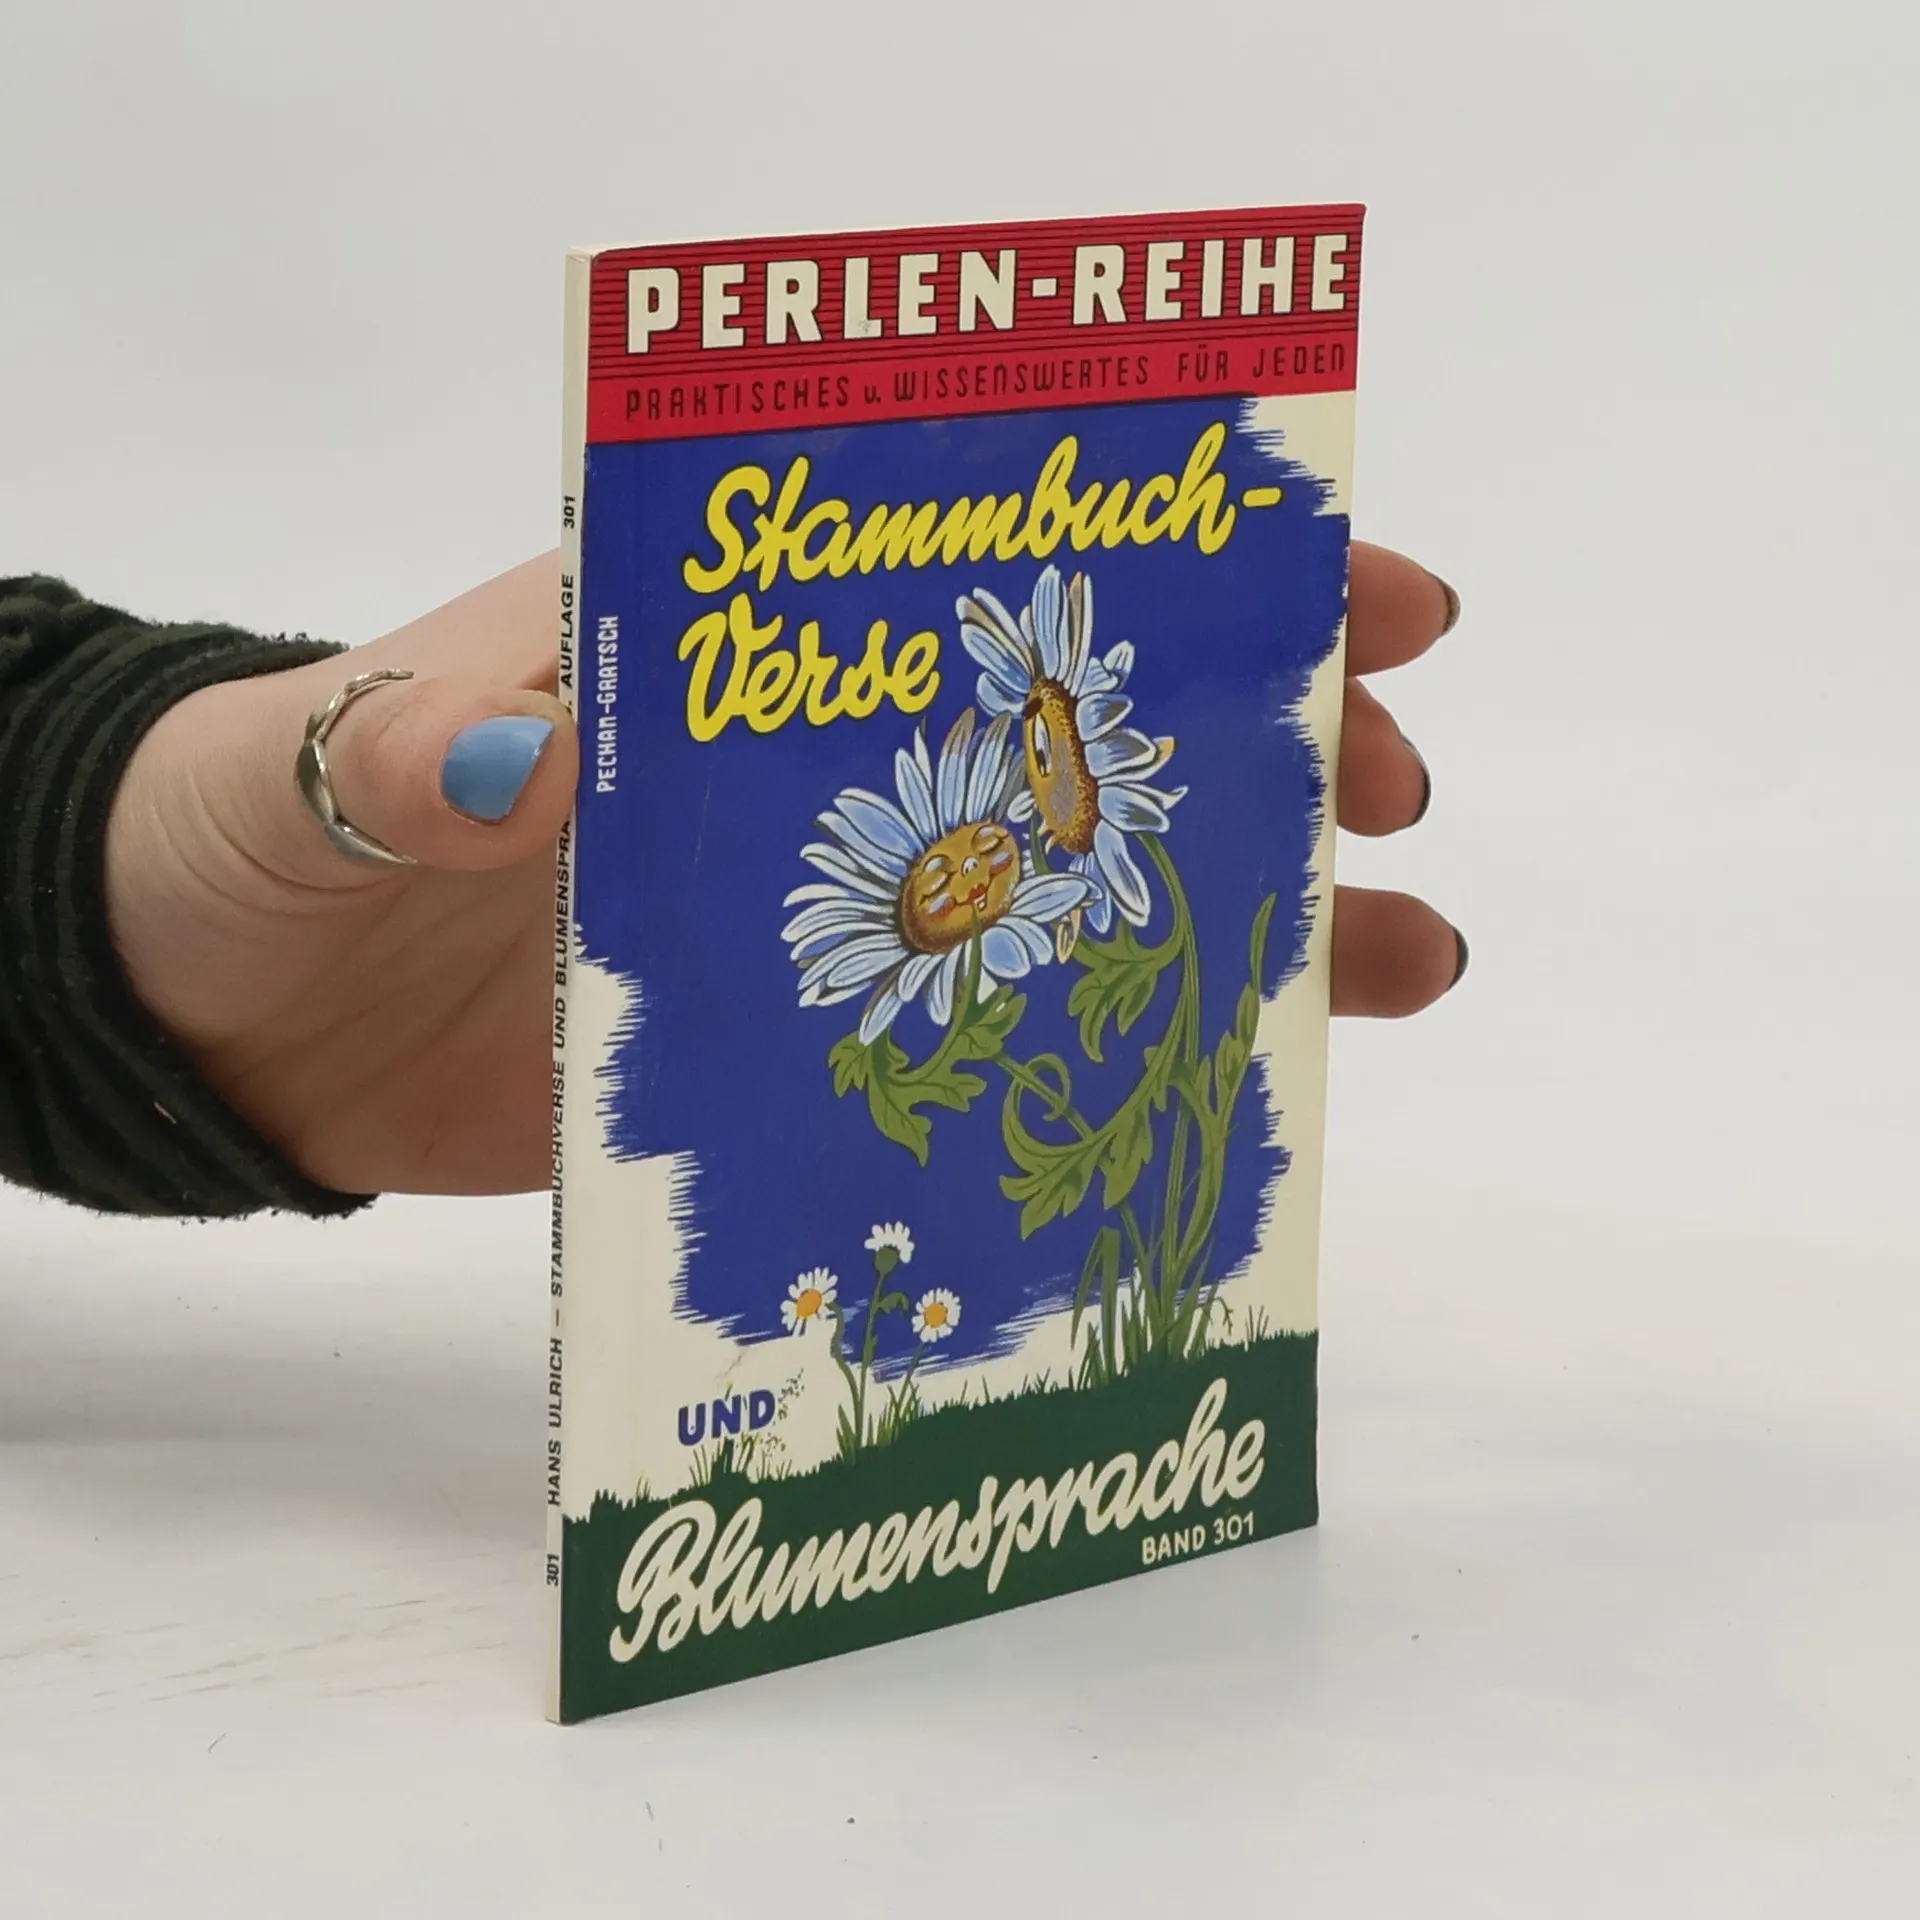 PERLEN-REIHE
PRAKTISCHES u. WISSENSWERTES FÜR JEDEN
Stammbuch-
Verse
PECHAN-GRATSCH
UND
Blumensprache
BAND 301
301 HANS ULRICH – STAMMBUCHVERSE UND BLUMENSPRA AUFLAGE 301